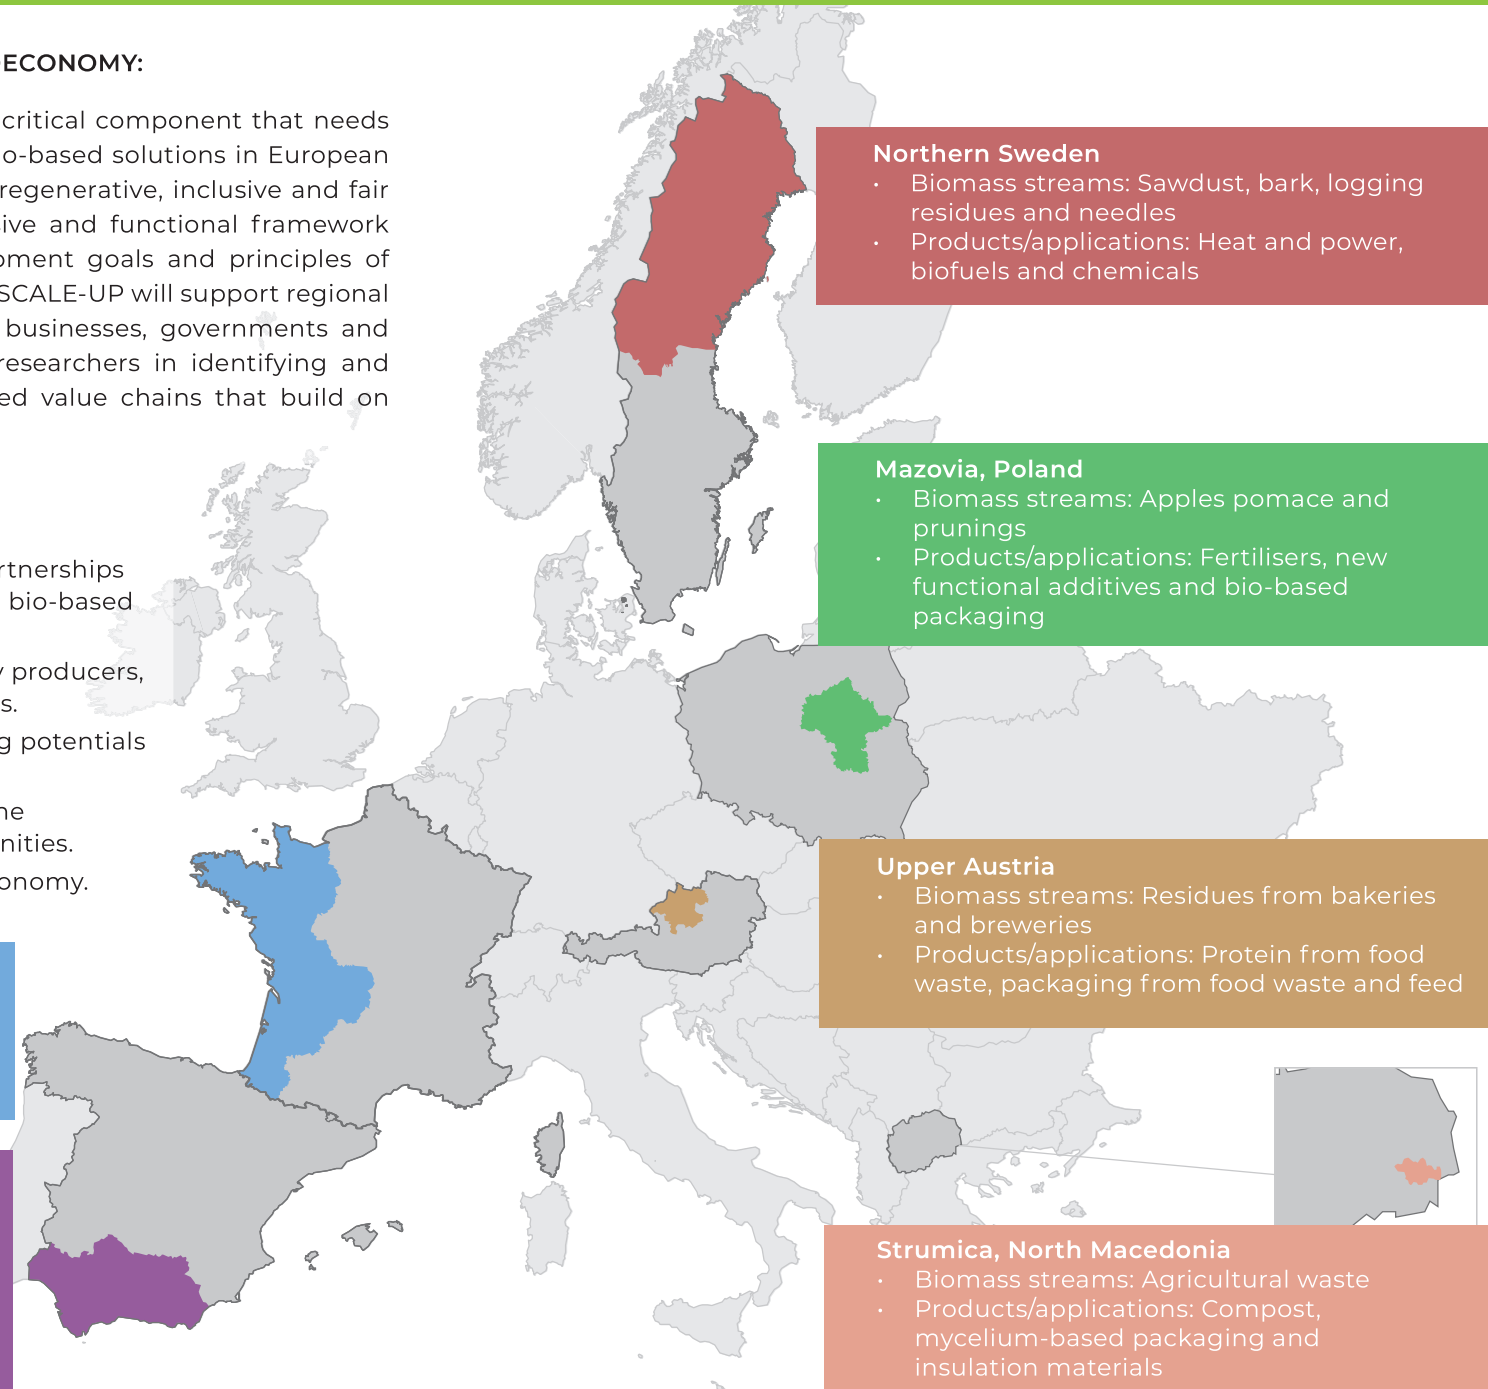 ECONOMY:
critical component that needs
o-based solutions in European
regenerative, inclusive and fair
ive and functional framework
pment goals and principles of
SCALE-UP will support regional
businesses, governments and
researchers in identifying and
ed value chains that build on
rtnerships
bio-based
y producers,
s.
g potentials
ne
nities.
onomy.
Northern Sweden
• Biomass streams: Sawdust, bark, logging
residues and needles
• Products/applications: Heat and power,
biofuels and chemicals
Mazovia, Poland
• Biomass streams: Apples pomace and
prunings
• Products/applications: Fertilisers, new
functional additives and bio-based
packaging
Upper Austria
• Biomass streams: Residues from bakeries
and breweries
• Products/applications: Protein from food
waste, packaging from food waste and feed
Strumica, North Macedonia
• Biomass streams: Agricultural waste
• Products/applications: Compost,
mycelium-based packaging and
insulation materials